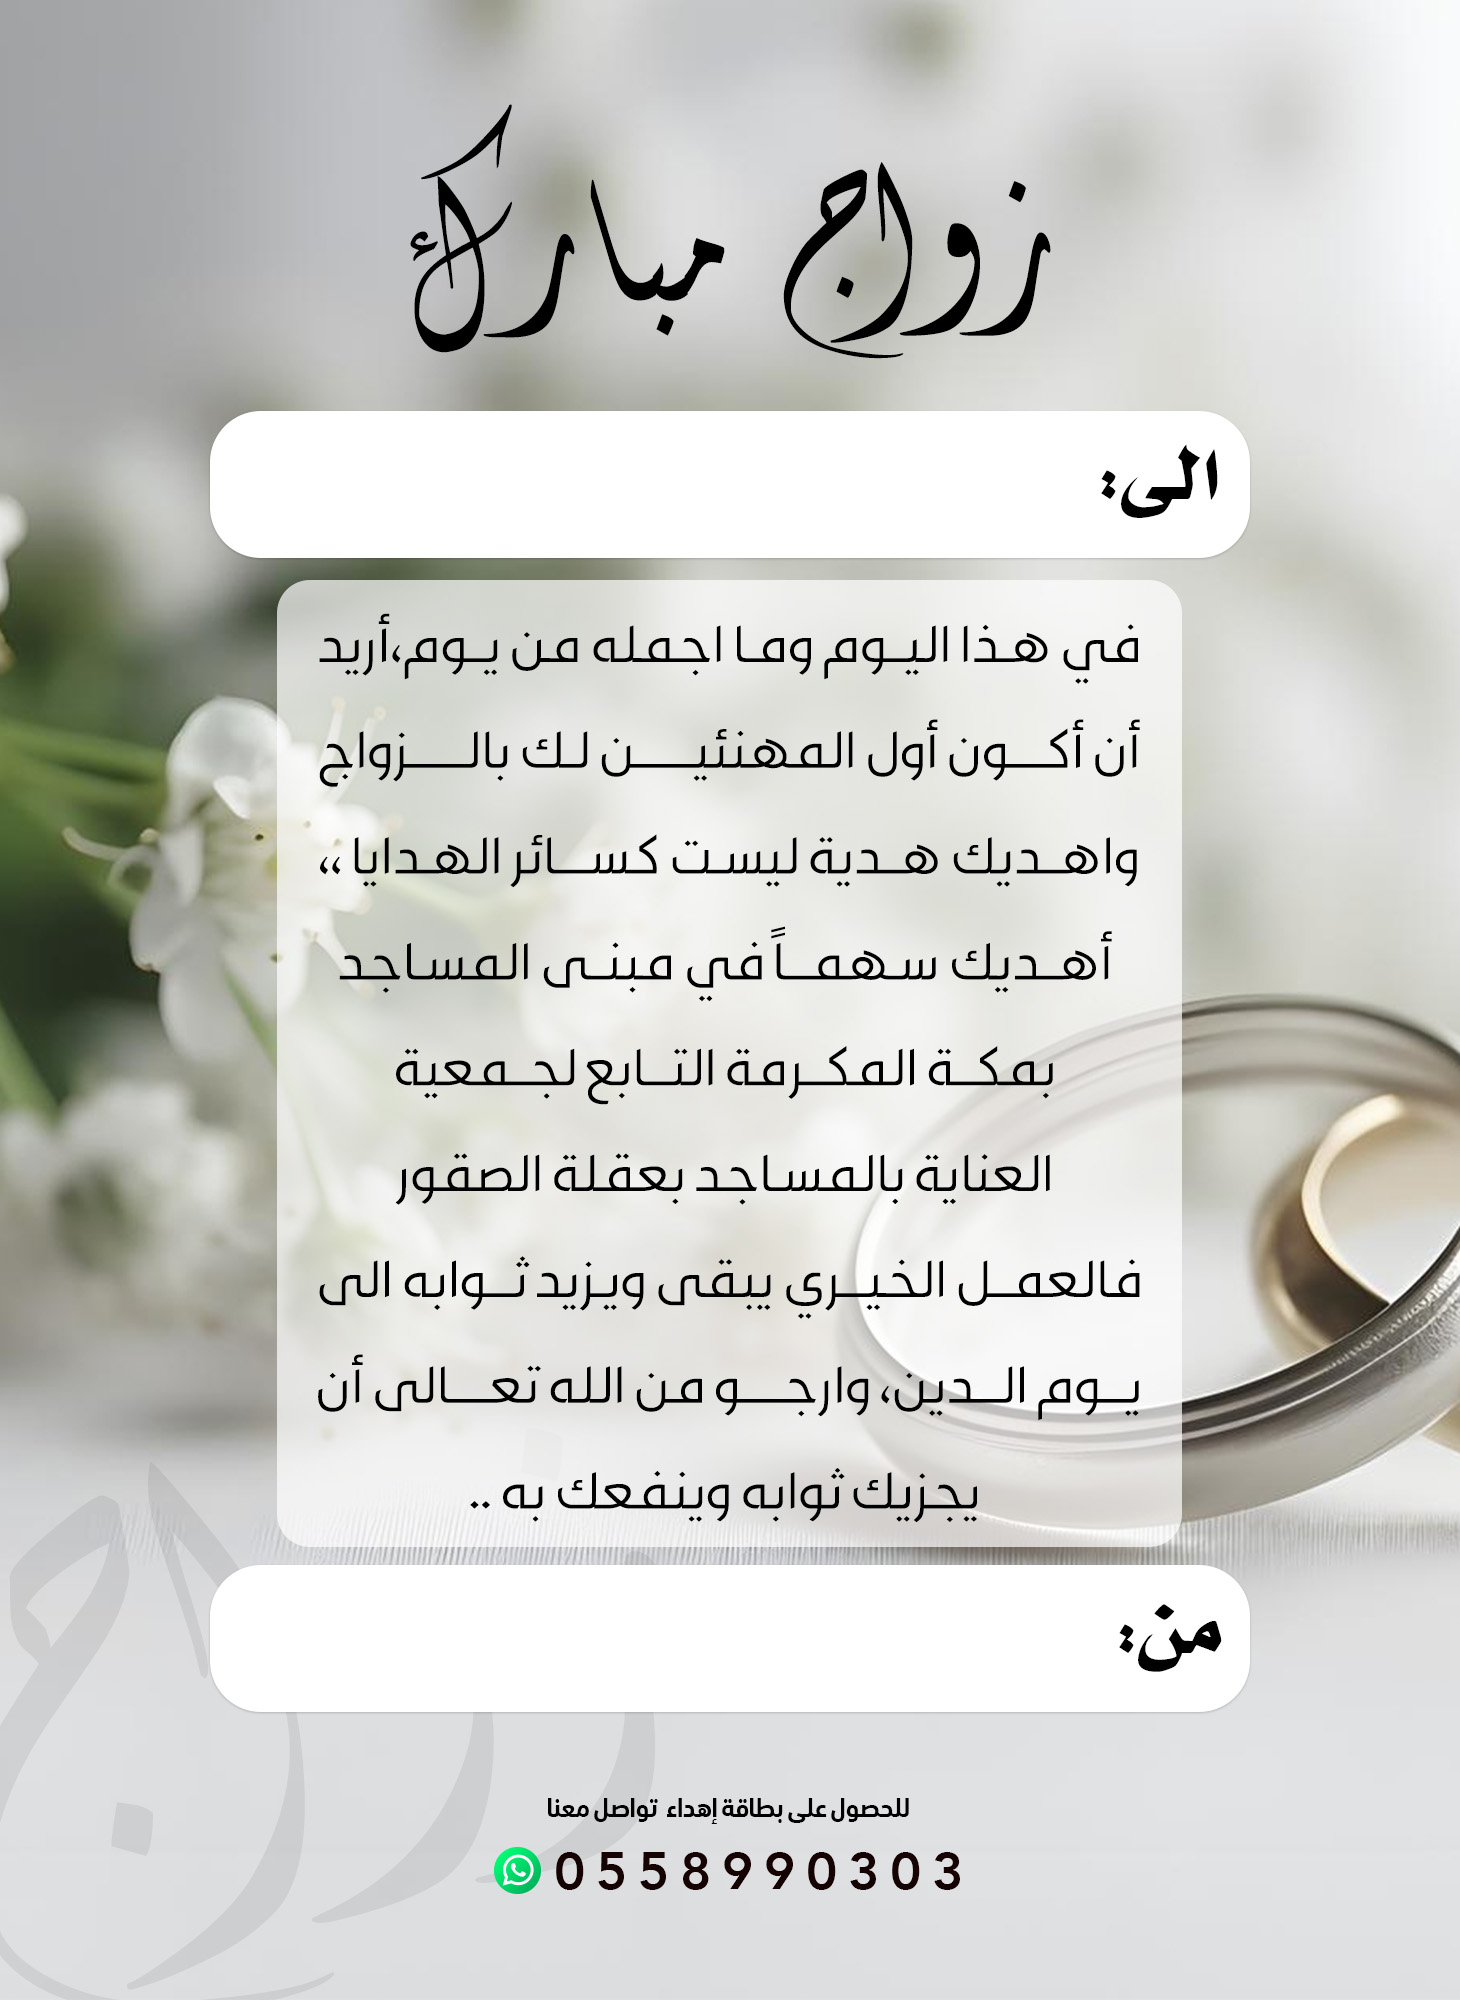 زواج مبارك
الى:
في هذا اليوم وما اجمله من يوم،أريد
أن أكون أول المهنئين لك بالزواج
واهديك هدية ليست كسائر الهدايا ،،
أهديك سهماً في مبنى المساجد
بمكة المكرمة التابع لجمعية
العناية بالمساجد بعقلة الصقور
فالعمل الخيري يبقى ويزيد ثوابه الى
يوم الدين، وارجو من الله تعالى أن
يجزيك ثوابه وينفعك به ..
من:
للحصول على بطاقة إهداء تواصل معنا
0558990303